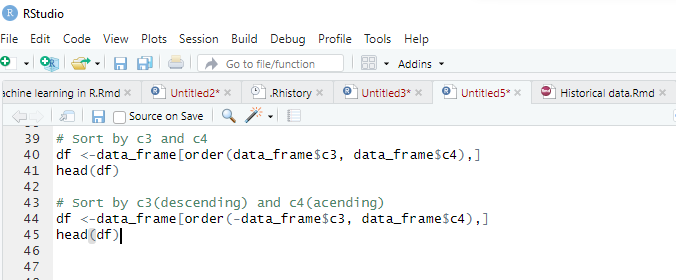 RStudio
File Edit Code View Plots Session Build Debug Profile Tools Help
Go to file/function Addins
achine learning in R.Rmd Untitled2* .Rhistory Untitled3* Untitled5* Historical data.Rmd
Source on Save
39 # Sort by c3 and c4
40 df <-data_frame[order(data_frame$c3, data_frame$c4),]
41 head(df)
42
43 # Sort by c3(descending) and c4(acending)
44 df <-data_frame[order(-data_frame$c3, data_frame$c4),]
45 head(df)
46
47